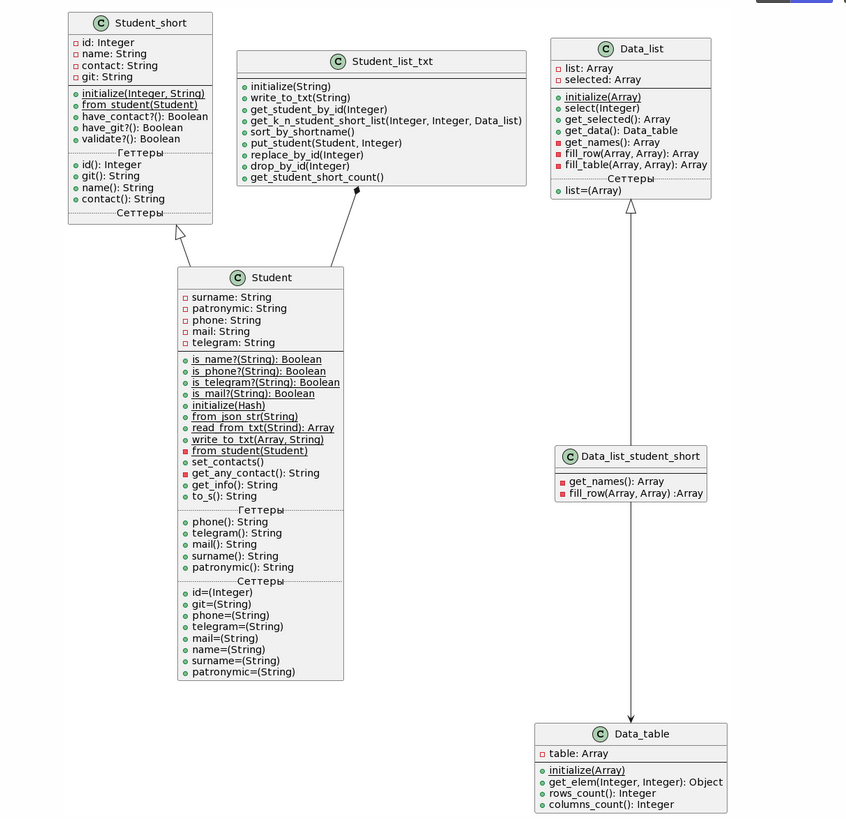 C Student_short
id: Integer
name: String
contact: String
git: String
initialize(Integer, String)
from_student(Student)
have_contact?(): Boolean
have_git?(): Boolean
validate?(): Boolean
Геттеры
id(): Integer
git(): String
name(): String
contact(): String
Сеттеры
C Student_list_txt
initialize(String)
write_to_txt(String)
get_student_by_id(Integer)
get_k_n_student_short_list(Integer, Integer, Data_list)
sort_by_shortname()
put_student(Student, Integer)
replace_by_id(Integer)
drop_by_id(Integer)
get_student_short_count()
C Data_list
list: Array
selected: Array
initialize(Array)
select(Integer)
get_selected(): Array
get_data(): Data_table
get_names(): Array
fill_row(Array, Array): Array
fill_table(Array, Array): Array
Сеттеры
list=(Array)
C Student
surname: String
patronymic: String
phone: String
mail: String
telegram: String
is_name?(String): Boolean
is_phone?(String): Boolean
is_telegram?(String): Boolean
is_mail?(String): Boolean
initialize(Hash)
from_json_str(String)
read_from_txt(Strind): Array
write_to_txt(Array, String)
from_student(Student)
set_contacts()
get_any_contact(): String
get_info(): String
to_s(): String
Геттеры
phone(): String
telegram(): String
mail(): String
surname(): String
patronymic(): String
Сеттеры
id=(Integer)
git=(String)
phone=(String)
telegram=(String)
mail=(String)
name=(String)
surname=(String)
patronymic=(String)
C Data_list_student_short
get_names(): Array
fill_row(Array, Array) :Array
C Data_table
table: Array
initialize(Array)
get_elem(Integer, Integer): Object
rows_count(): Integer
columns_count(): Integer